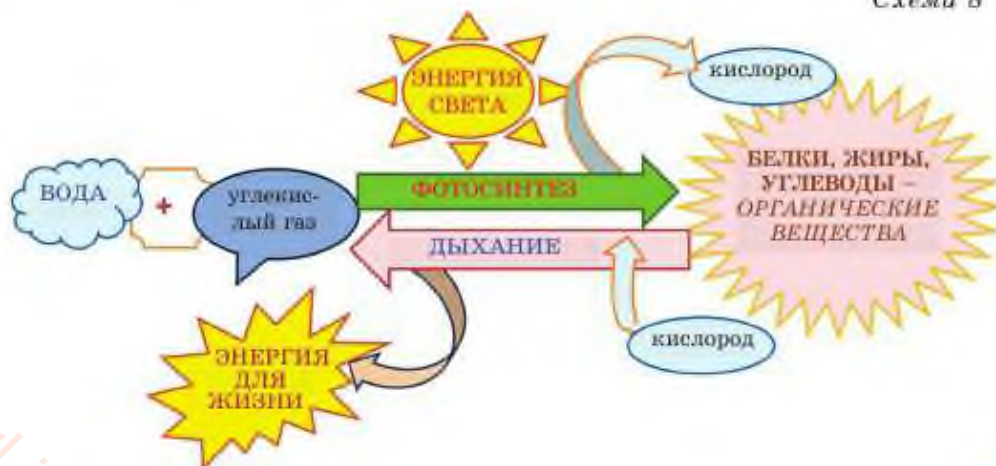 Схема 8
ЭНЕРГИЯ
СВЕТА
кислород
ВОДА
+
углекис-
лый газ
ФОТОСИНТЕЗ
БЕЛКИ, ЖИРЫ,
УГЛЕВОДЫ –
ОРГАНИЧЕСКИЕ
ВЕЩЕСТВА
ДЫХАНИЕ
кислород
ЭНЕРГИЯ
ДЛЯ
ЖИЗНИ